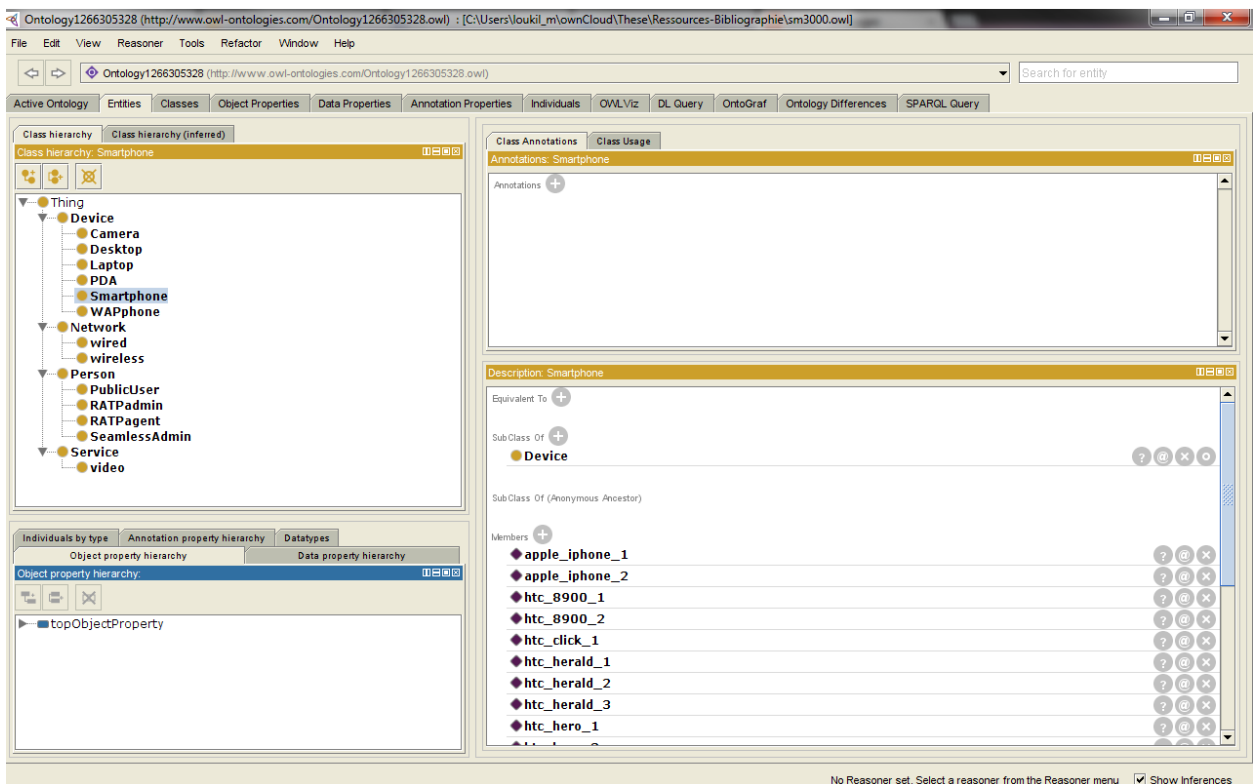 Ontology1266305328 (http://www.owl-ontologies.com/Ontology1266305328.owl) : [C:\Users\loukil_m\ownCloud\These\Ressources-Bibliographie\sm3000.owl]
File Edit View Reasoner Tools Refactor Window Help
Ontology1266305328 (http://www.owl-ontologies.com/Ontology1266305328.owl) Search for entity
Active Ontology Entities Classes Object Properties Data Properties Annotation Properties Individuals OWLViz DL Query OntoGraf Ontology Differences SPARQL Query
Class hierarchy Class hierarchy (inferred)
Class hierarchy: Smartphone
Thing
Device
Camera
Desktop
Laptop
PDA
Smartphone
WAPphone
Network
wired
wireless
Person
PublicUser
RATPadmin
RATPagent
SeamlessAdmin
Service
video
Individuals by type Annotation property hierarchy Datatypes
Object property hierarchy Data property hierarchy
Object property hierarchy:
topObjectProperty
Class Annotations Class Usage
Annotations: Smartphone
Annotations
Description: Smartphone
Equivalent To
SubClass Of
Device
SubClass Of (Anonymous Ancestor)
Members
apple_iphone_1
apple_iphone_2
htc_8900_1
htc_8900_2
htc_click_1
htc_herald_1
htc_herald_2
htc_herald_3
htc_hero_1
No Reasoner set. Select a reasoner from the Reasoner menu Show Inferences